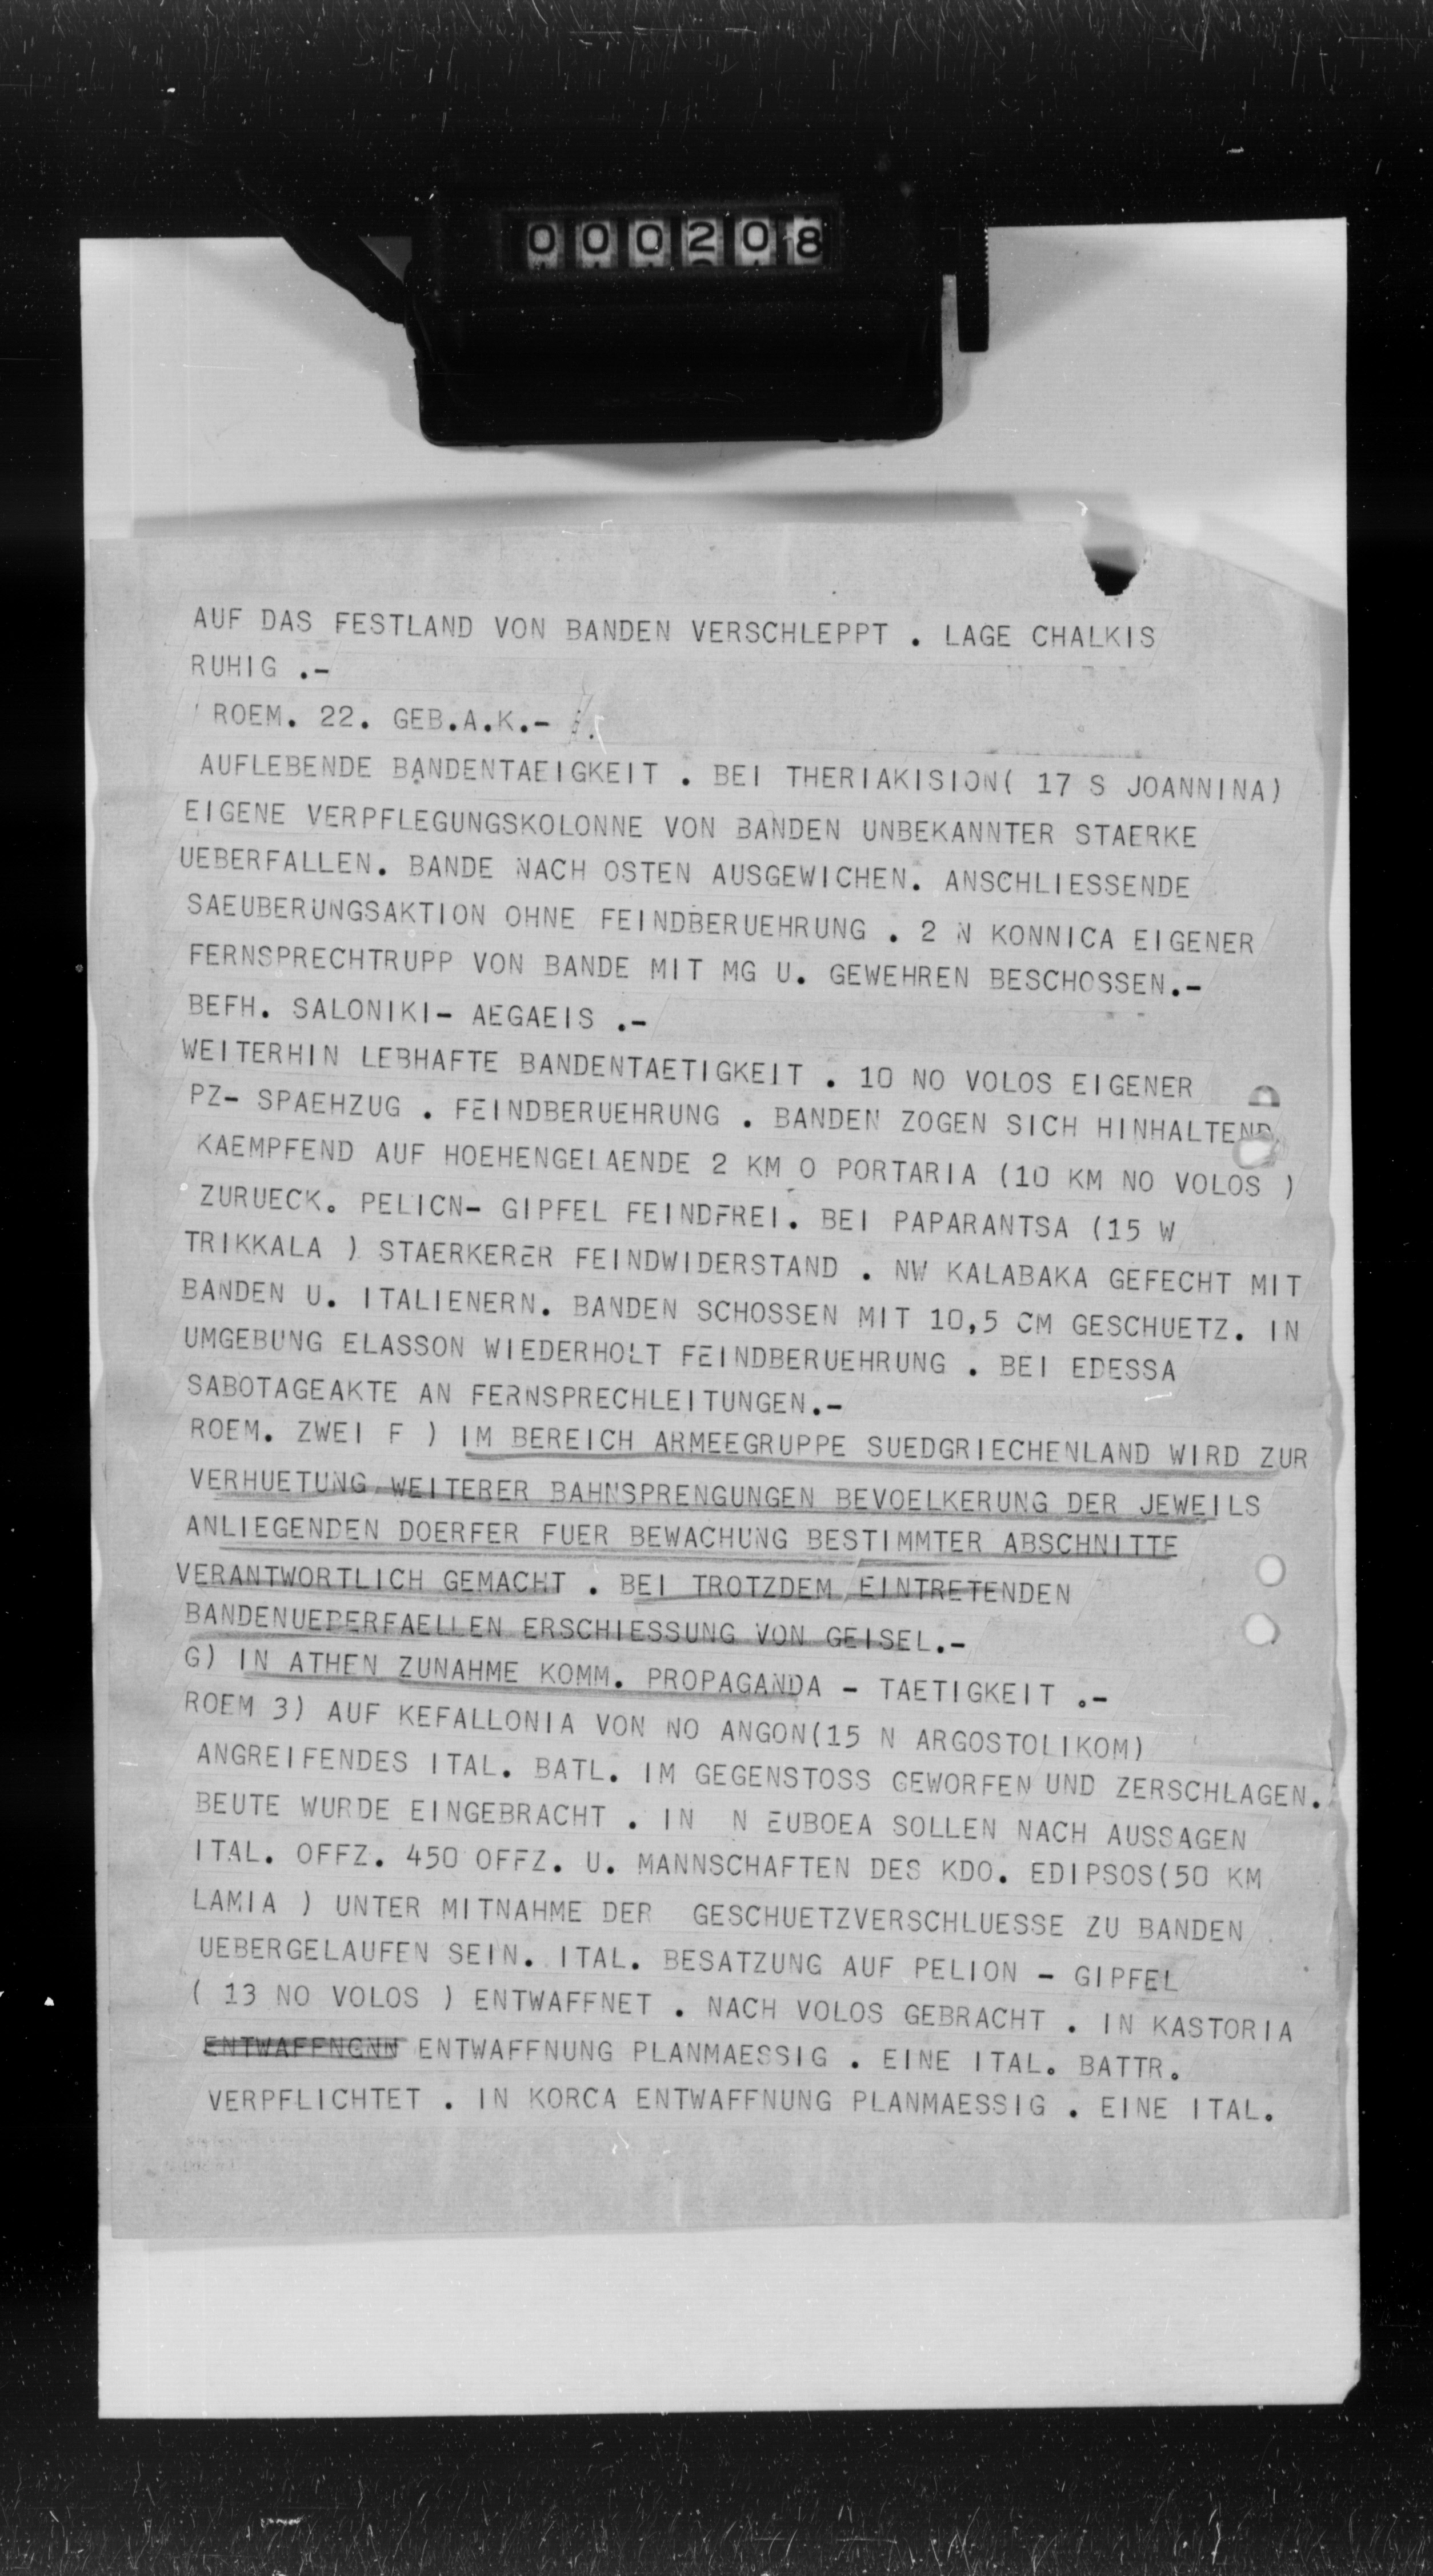 000208
AUF DAS FESTLAND VON BANDEN VERSCHLEPPT . LAGE CHALKIS
RUHIG .-
ROEM. 22. GEB.A.K.-
AUFLEBENDE BANDENTAEIGKEIT . BEI THERIAKISION( 17 S JOANNINA)
EIGENE VERPFLEGUNGSKOLONNE VON BANDEN UNBEKANNTER STAERKE
UEBERFALLEN. BANDE NACH OSTEN AUSGEWICHEN. ANSCHLIESSENDE
SAEUBERUNGSAKTION OHNE FEINDBERUEHRUNG . 2 N KONNICA EIGENER
FERNSPRECHTRUPP VON BANDE MIT MG U. GEWEHREN BESCHOSSEN.-
BEFH. SALONIKI- AEGAEIS .-
WEITERHIN LEBHAFTE BANDENTAETIGKEIT . 10 NO VOLOS EIGENER
PZ- SPAEHZUG . FEINDBERUEHRUNG . BANDEN ZOGEN SICH HINHALTEND
KAEMPFEND AUF HOEHENGELAENDE 2 KM O PORTARIA (10 KM NO VOLOS )
ZURUECK. PELICN- GIPFEL FEINDFREI. BEI PAPARANTSA (15 W
TRIKKALA ) STAERKERER FEINDWIDERSTAND . NW KALABAKA GEFECHT MIT
BANDEN U. ITALIENERN. BANDEN SCHOSSEN MIT 10,5 CM GESCHUETZ. IN
UMGEBUNG ELASSON WIEDERHOLT FEINDBERUEHRUNG . BEI EDESSA
SABOTAGEAKTE AN FERNSPRECHLEITUNGEN.-
ROEM. ZWEI F ) IM BEREICH ARMEEGRUPPE SUEDGRIECHENLAND WIRD ZUR
VERHUETUNG WEITERER BAHNSPRENGUNGEN BEVOELKERUNG DER JEWEILS
ANLIEGENDEN DOERFER FUER BEWACHUNG BESTIMMTER ABSCHNITTE
VERANTWORTLICH GEMACHT . BEI TROTZDEM EINTRETENDEN
BANDENUEBERFAELLEN ERSCHIESSUNG VON GEISEL.-
G) IN ATHEN ZUNAHME KOMM. PROPAGANDA - TAETIGKEIT .-
ROEM 3) AUF KEFALLONIA VON NO ANGON(15 N ARGOSTOLIKOM)
ANGREIFENDES ITAL. BATL. IM GEGENSTOSS GEWORFEN UND ZERSCHLAGEN.
BEUTE WURDE EINGEBRACHT . IN N EUBOEA SOLLEN NACH AUSSAGEN
ITAL. OFFZ. 450 OFFZ. U. MANNSCHAFTEN DES KDO. EDIPSOS(50 KM
LAMIA ) UNTER MITNAHME DER GESCHUETZVERSCHLUESSE ZU BANDEN
UEBERGELAUFEN SEIN. ITAL. BESATZUNG AUF PELION - GIPFEL
( 13 NO VOLOS ) ENTWAFFNET . NACH VOLOS GEBRACHT . IN KASTORIA
ENTWAFFNUNG PLANMAESSIG . EINE ITAL. BATTR.
VERPFLICHTET . IN KORCA ENTWAFFNUNG PLANMAESSIG . EINE ITAL.